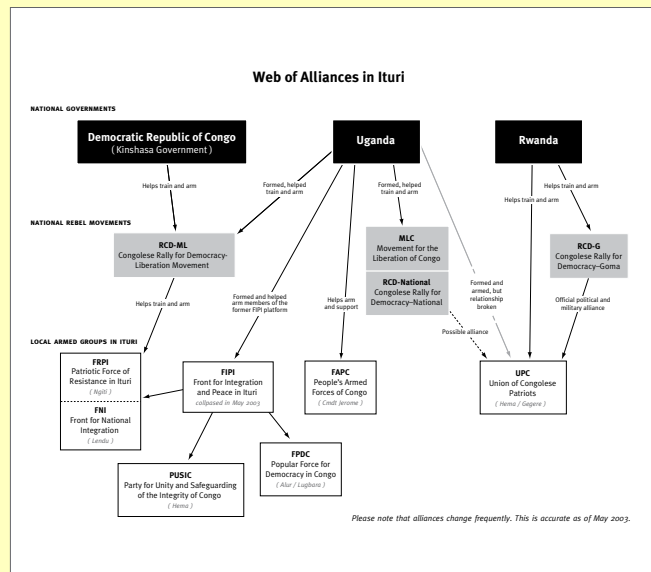 Web of Alliances in Ituri
NATIONAL GOVERNMENTS
Democratic Republic of Congo
( Kinshasa Government )
Uganda
Rwanda
Helps train and arm
Formed, helped
train and arm
Formed, helped
train and arm
Helps train and arm
Helps train and arm
NATIONAL REBEL MOVEMENTS
RCD-ML
Congolese Rally for Democracy-
Liberation Movement
MLC
Movement for the
Liberation of Congo
RCD-National
Congolese Rally for
Democracy–National
RCD-G
Congolese Rally for
Democracy–Goma
Helps train and arm
Formed and helped
arm members of the
former FIPI platform
Helps arm
and support
Formed and
armed, but
relationship
broken
Official political and
military alliance
Possible alliance
LOCAL ARMED GROUPS IN ITURI
FRPI
Patriotic Force of
Resistance in Ituri
( Ngiti )
FNI
Front for National
Integration
( Lendu )
FIPI
Front for Integration
and Peace in Ituri
collpased in May 2003
FAPC
People's Armed
Forces of Congo
( Cmdt Jerome )
UPC
Union of Congolese
Patriots
( Hema / Gegere )
PUSIC
Party for Unity and Safeguarding
of the Integrity of Congo
( Hema )
FPDC
Popular Force for
Democracy in Congo
( Alur / Lugbara )
Please note that alliances change frequently. This is accurate as of May 2003.